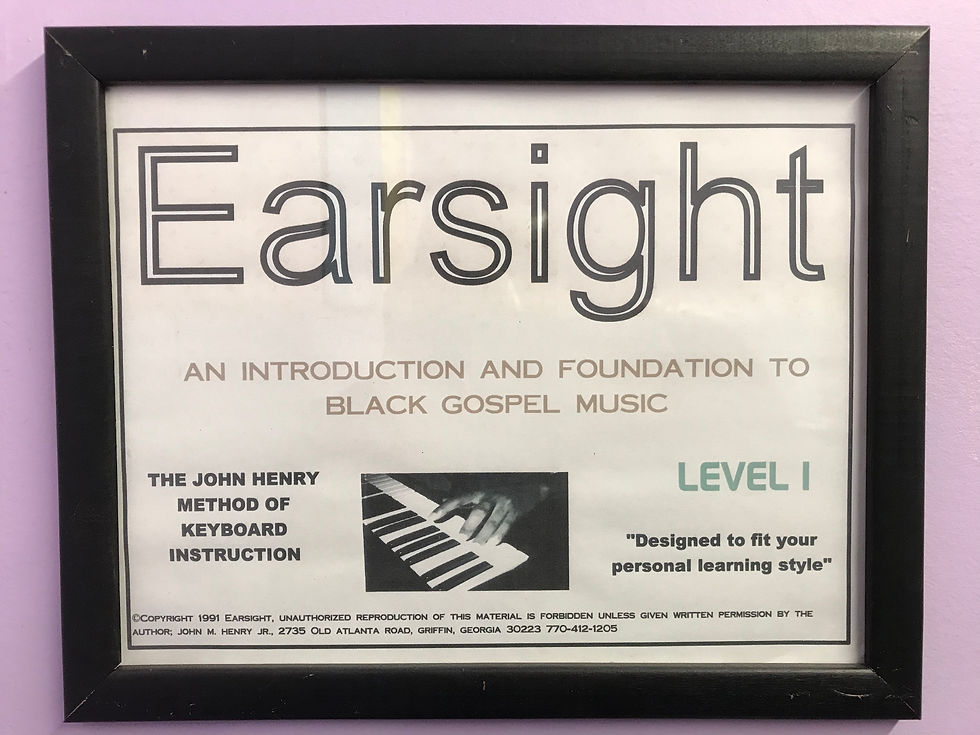 Earsight
AN INTRODUCTION AND FOUNDATION TO
BLACK GOSPEL MUSIC
THE JOHN HENRY
METHOD OF
KEYBOARD
INSTRUCTION
LEVEL I
"Designed to fit your
personal learning style"
©COPYRIGHT 1991 EARSIGHT, UNAUTHORIZED REPRODUCTION OF THIS MATERIAL IS FORBIDDEN UNLESS GIVEN WRITTEN PERMISSION BY THE
AUTHOR; JOHN M. HENRY JR., 2735 OLD ATLANTA ROAD, GRIFFIN, GEORGIA 30223 770-412-1205